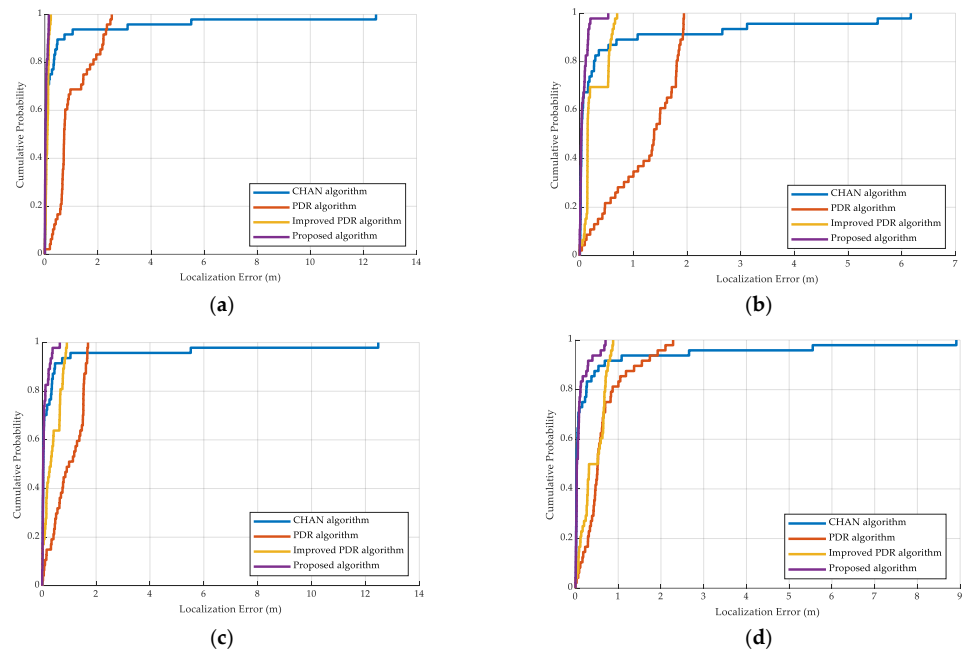 1
0.8
0.6
0.4
0.2
0
Cumulative Probability
CHAN algorithm
PDR algorithm
Improved PDR algorithm
Proposed algorithm
0 2 4 6 8 10 12 14
Localization Error (m)
(a)
1
0.8
0.6
0.4
0.2
0
Cumulative Probability
CHAN algorithm
PDR algorithm
Improved PDR algorithm
Proposed algorithm
0 1 2 3 4 5 6 7
Localization Error (m)
(b)
1
0.8
0.6
0.4
0.2
0
Cumulative Probability
CHAN algorithm
PDR algorithm
Improved PDR algorithm
Proposed algorithm
0 2 4 6 8 10 12 14
Localization Error (m)
(c)
1
0.8
0.6
0.4
0.2
0
Cumulative Probability
CHAN algorithm
PDR algorithm
Improved PDR algorithm
Proposed algorithm
0 1 2 3 4 5 6 7 8 9
Localization Error (m)
(d)